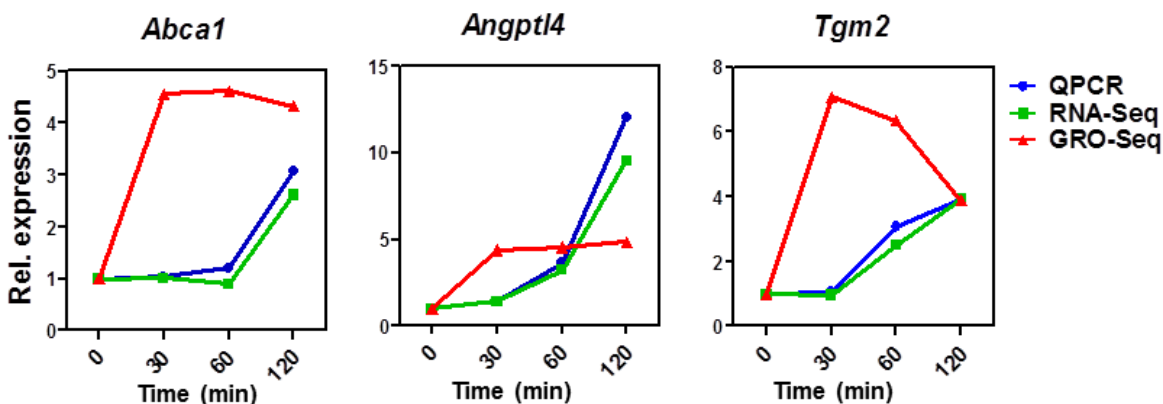 Abca1
Angptl4
Tgm2
Rel. expression
5
4
3
2
1
0
0
30
60
120
Time (min)
15
10
5
0
0
30
60
120
Time (min)
8
6
4
2
0
0
30
60
120
Time (min)
QPCR
RNA-Seq
GRO-Seq